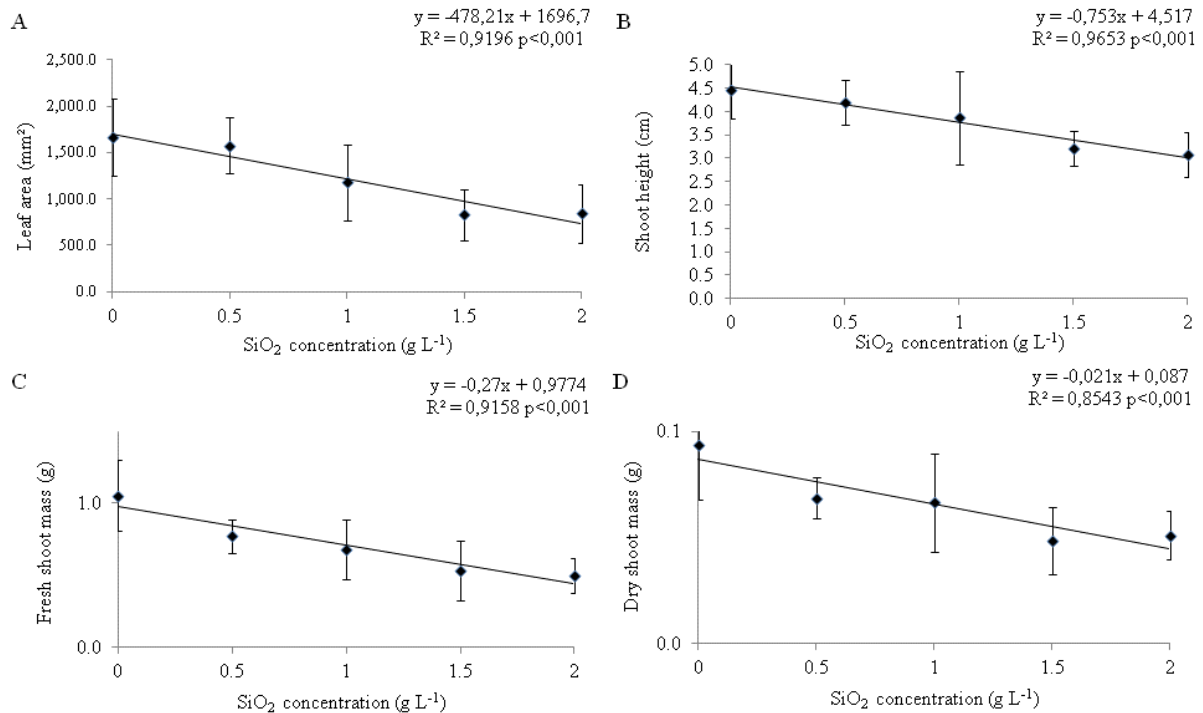 A
y = -478,21x + 1696,7
R² = 0,9196 p<0,001
2,500.0
2,000.0
1,500.0
1,000.0
500.0
0.0
Leaf area (mm²)
0 0.5 1 1.5 2
SiO₂ concentration (g L⁻¹)
B
y = -0,753x + 4,517
R² = 0,9653 p<0,001
5.0
4.5
4.0
3.5
3.0
2.5
2.0
1.5
1.0
0.5
0.0
Shoot height (cm)
0 0.5 1 1.5 2
SiO₂ concentration (g L⁻¹)
C
y = -0,27x + 0,9774
R² = 0,9158 p<0,001
1.0
0.0
Fresh shoot mass (g)
0 0.5 1 1.5 2
SiO₂ concentration (g L⁻¹)
D
y = -0,021x + 0,087
R² = 0,8543 p<0,001
0.1
0.0
Dry shoot mass (g)
0 0.5 1 1.5 2
SiO₂ concentration (g L⁻¹)